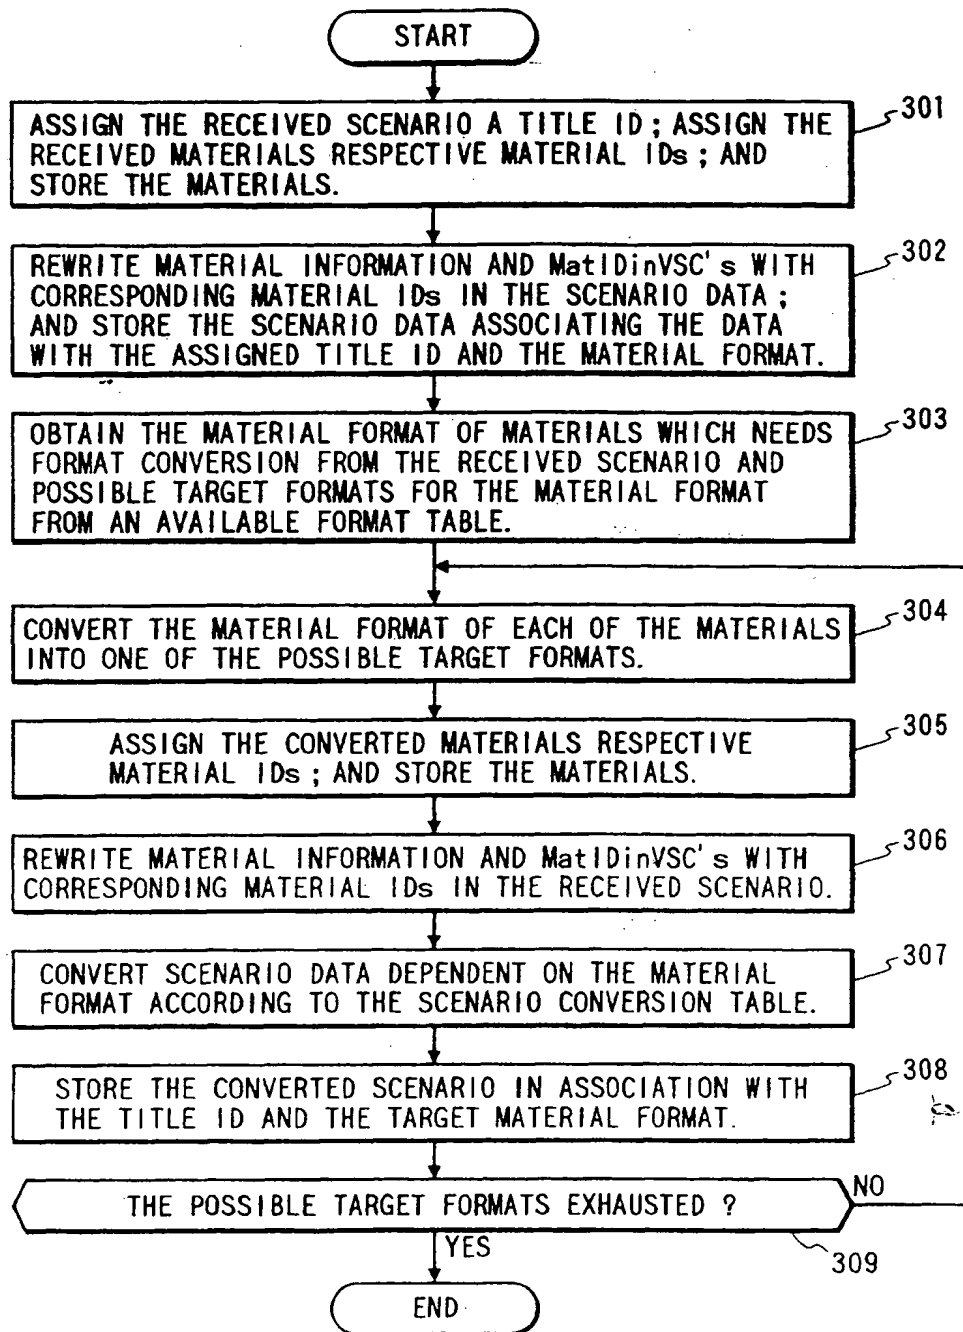 START
301
ASSIGN THE RECEIVED SCENARIO A TITLE ID; ASSIGN THE
RECEIVED MATERIALS RESPECTIVE MATERIAL IDs; AND
STORE THE MATERIALS.
302
REWRITE MATERIAL INFORMATION AND MatIDinVSC's WITH
CORRESPONDING MATERIAL IDs IN THE SCENARIO DATA;
AND STORE THE SCENARIO DATA ASSOCIATING THE DATA
WITH THE ASSIGNED TITLE ID AND THE MATERIAL FORMAT.
303
OBTAIN THE MATERIAL FORMAT OF MATERIALS WHICH NEEDS
FORMAT CONVERSION FROM THE RECEIVED SCENARIO AND
POSSIBLE TARGET FORMATS FOR THE MATERIAL FORMAT
FROM AN AVAILABLE FORMAT TABLE.
304
CONVERT THE MATERIAL FORMAT OF EACH OF THE MATERIALS
INTO ONE OF THE POSSIBLE TARGET FORMATS.
305
ASSIGN THE CONVERTED MATERIALS RESPECTIVE
MATERIAL IDs; AND STORE THE MATERIALS.
306
REWRITE MATERIAL INFORMATION AND MatIDinVSC's WITH
CORRESPONDING MATERIAL IDs IN THE RECEIVED SCENARIO.
307
CONVERT SCENARIO DATA DEPENDENT ON THE MATERIAL
FORMAT ACCORDING TO THE SCENARIO CONVERSION TABLE.
308
STORE THE CONVERTED SCENARIO IN ASSOCIATION WITH
THE TITLE ID AND THE TARGET MATERIAL FORMAT.
THE POSSIBLE TARGET FORMATS EXHAUSTED ?
NO
YES
309
END